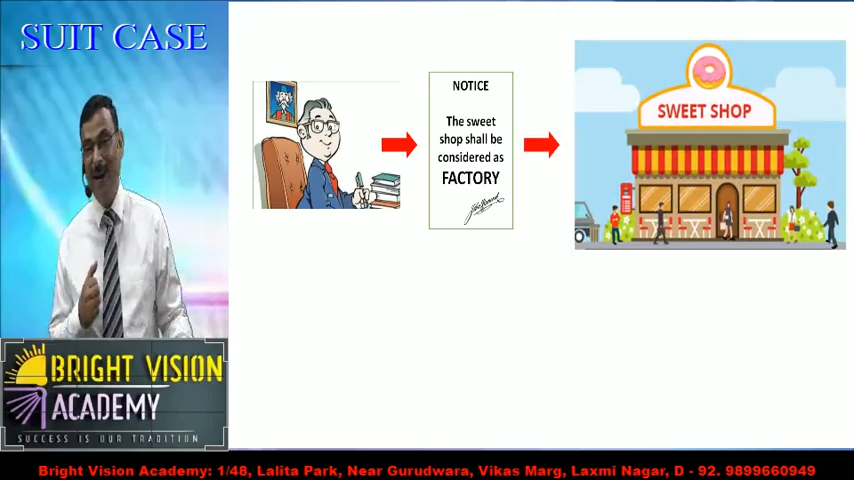 SUIT CASE
NOTICE
The sweet
shop shall be
considered as
FACTORY
SWEET SHOP
BRIGHT VISION
ACADEMY
SUCCESS IS OUR TRADITION
Bright Vision Academy: 1/48, Lalita Park, Near Gurudwara, Vikas Marg, Laxmi Nagar, D - 92. 9899660949